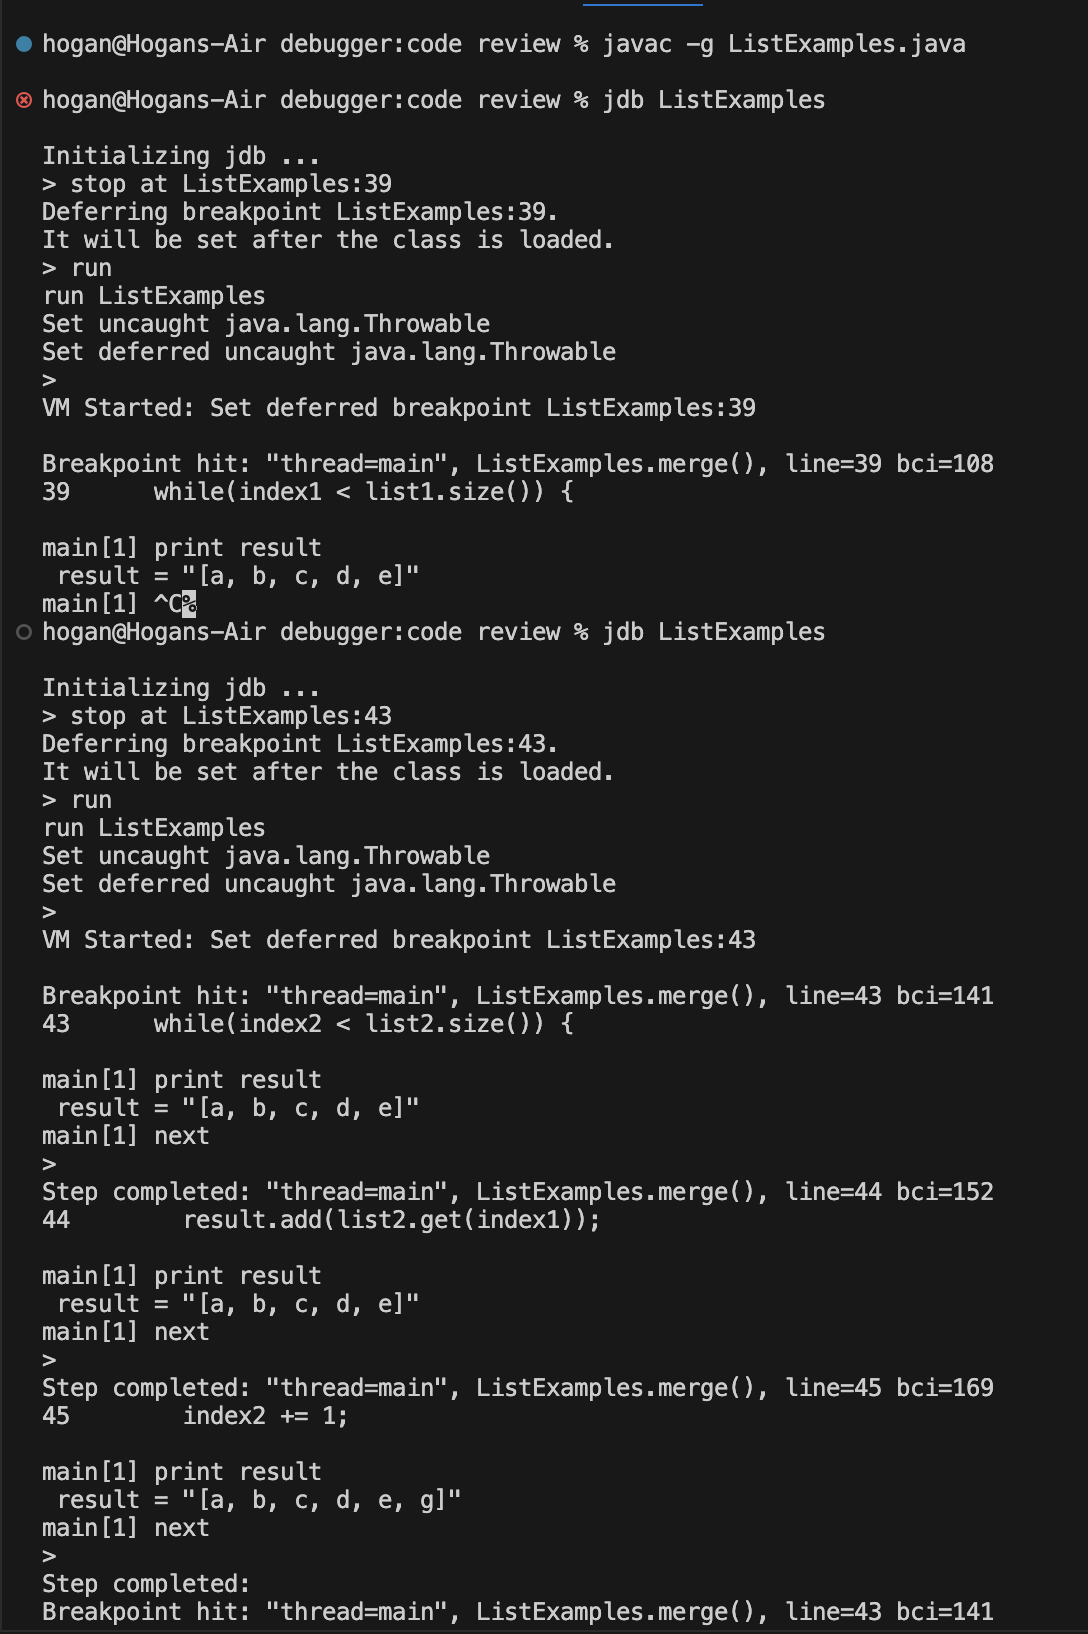 hogan@Hogans-Air debugger:code review % javac -g ListExamples.java
hogan@Hogans-Air debugger:code review % jdb ListExamples
Initializing jdb ...
> stop at ListExamples:39
Deferring breakpoint ListExamples:39.
It will be set after the class is loaded.
> run
run ListExamples
Set uncaught java.lang.Throwable
Set deferred uncaught java.lang.Throwable
>
VM Started: Set deferred breakpoint ListExamples:39
Breakpoint hit: "thread=main", ListExamples.merge(), line=39 bci=108
39      while(index1 < list1.size()) {
main[1] print result
 result = "[a, b, c, d, e]"
main[1] ^C%
hogan@Hogans-Air debugger:code review % jdb ListExamples
Initializing jdb ...
> stop at ListExamples:43
Deferring breakpoint ListExamples:43.
It will be set after the class is loaded.
> run
run ListExamples
Set uncaught java.lang.Throwable
Set deferred uncaught java.lang.Throwable
>
VM Started: Set deferred breakpoint ListExamples:43
Breakpoint hit: "thread=main", ListExamples.merge(), line=43 bci=141
43      while(index2 < list2.size()) {
main[1] print result
 result = "[a, b, c, d, e]"
main[1] next
>
Step completed: "thread=main", ListExamples.merge(), line=44 bci=152
44        result.add(list2.get(index1));
main[1] print result
 result = "[a, b, c, d, e]"
main[1] next
>
Step completed: "thread=main", ListExamples.merge(), line=45 bci=169
45        index2 += 1;
main[1] print result
 result = "[a, b, c, d, e, g]"
main[1] next
>
Step completed:
Breakpoint hit: "thread=main", ListExamples.merge(), line=43 bci=141